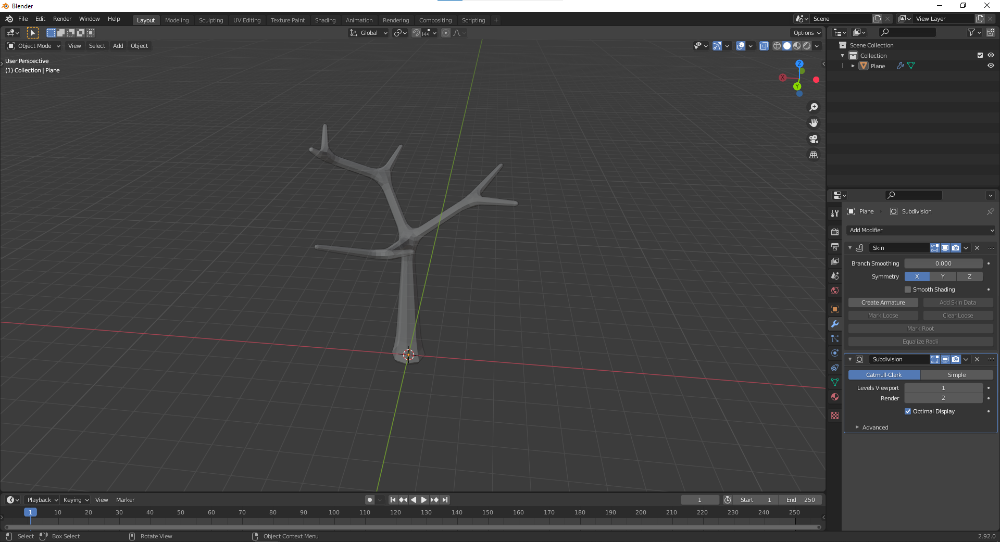 Blender
File Edit Render Window Help Layout Modeling Sculpting UV Editing Texture Paint Shading Animation Rendering Compositing Scripting + Scene View Layer
Global Options
Object Mode View Select Add Object
User Perspective
(1) Collection | Plane
Z
X
Y
Scene Collection
Collection
Plane
Plane Subdivision
Add Modifier
Skin
Branch Smoothing 0.000
Symmetry X Y Z
Smooth Shading
Create Armature Add Skin Data
Mark Loose Clear Loose
Mark Root
Equalize Radii
Subdivision
Catmull-Clark Simple
Levels Viewport 1
Render 2
Optimal Display
Advanced
Playback Keying View Marker 1 Start 1 End 250
1 10 20 30 40 50 60 70 80 90 100 110 120 130 140 150 160 170 180 190 200 210 220 230 240 250
Select Box Select Rotate View Object Context Menu 2.92.0